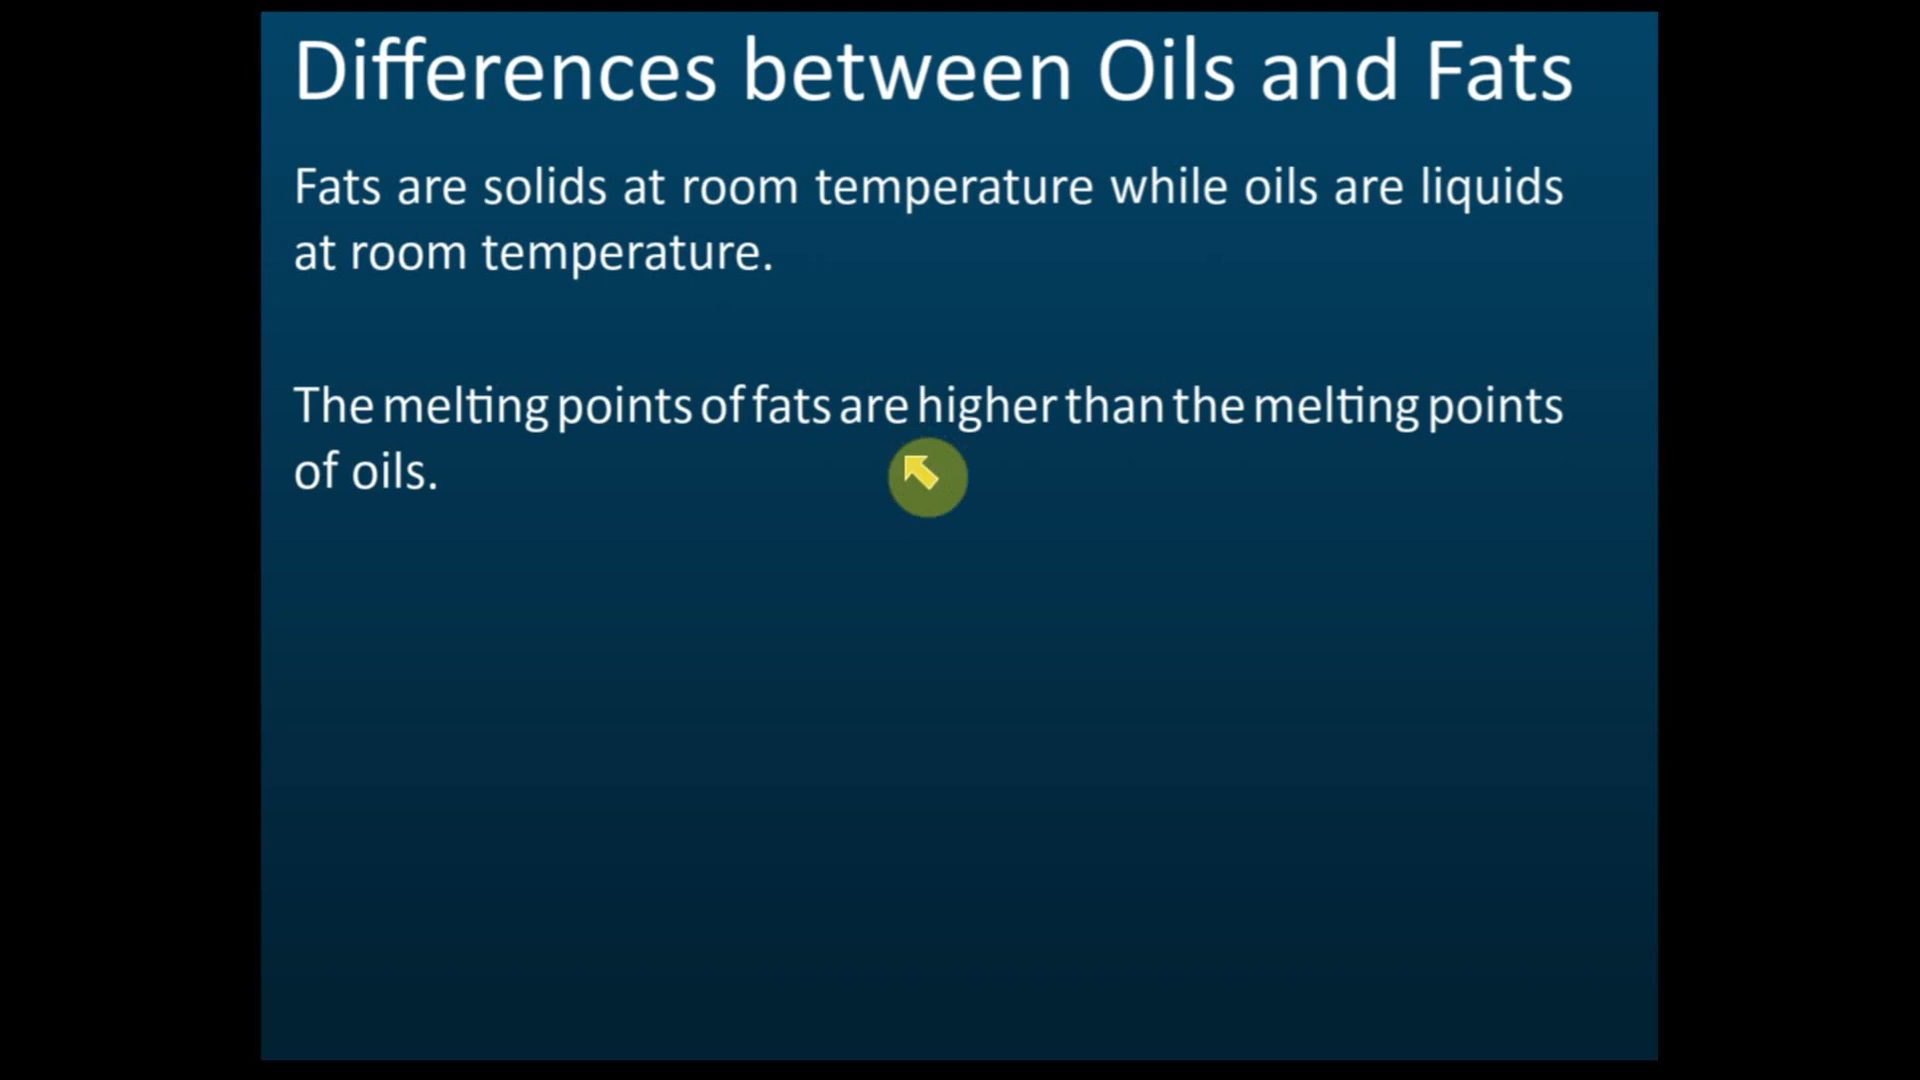 Differences between Oils and Fats
Fats are solids at room temperature while oils are liquids
at room temperature.
The melting points of fats are higher than the melting points
of oils.